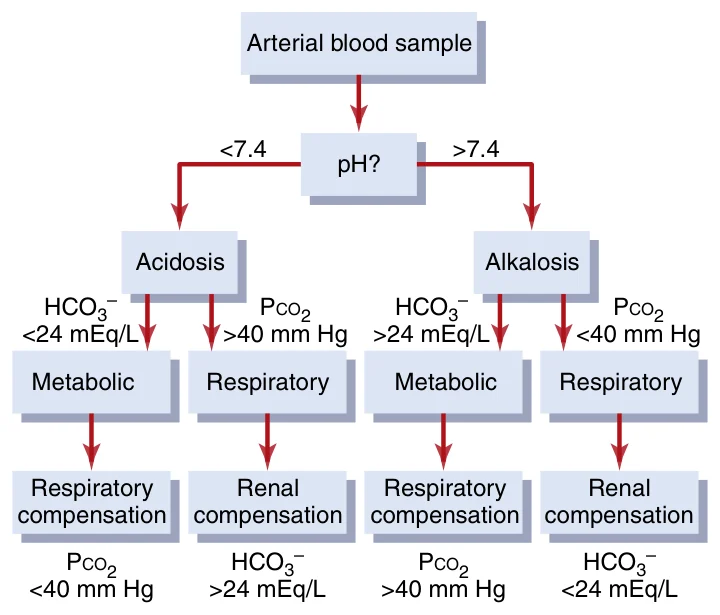 Arterial blood sample
<7.4
pH?
>7.4
Acidosis
Alkalosis
HCO₃⁻
<24 mEq/L
PCO₂
>40 mm Hg
HCO₃⁻
>24 mEq/L
PCO₂
<40 mm Hg
Metabolic
Respiratory
Metabolic
Respiratory
Respiratory
compensation
Renal
compensation
Respiratory
compensation
Renal
compensation
PCO₂
<40 mm Hg
HCO₃⁻
>24 mEq/L
PCO₂
>40 mm Hg
HCO₃⁻
<24 mEq/L